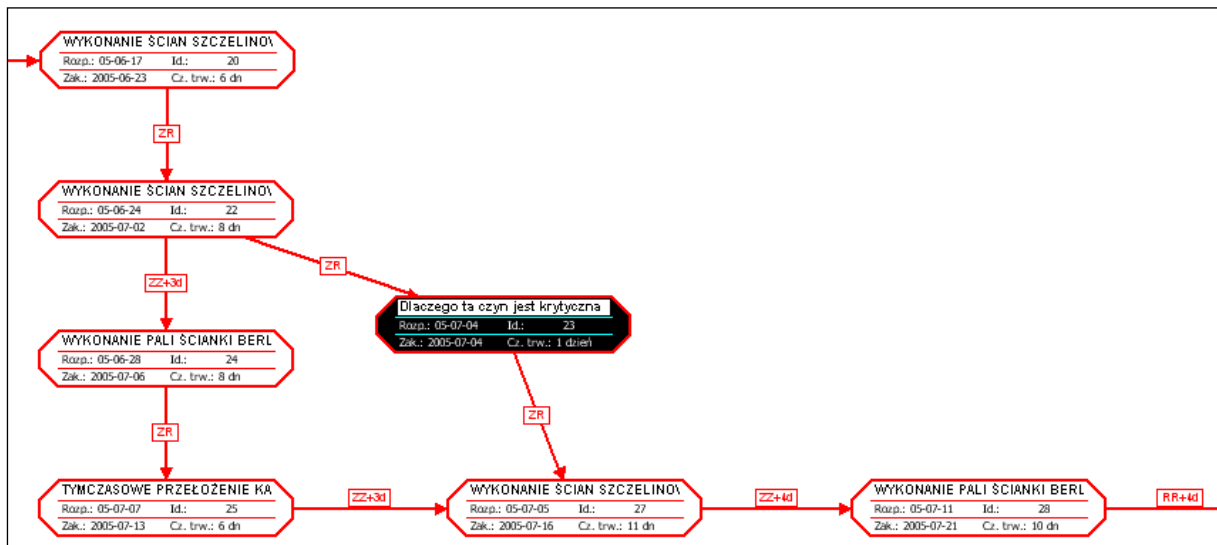 WYKONANIE ŚCIAN SZCZELINOW
Rozp.: 05-06-17 Id.: 20
Zak.: 2005-06-23 Cz. trw.: 6 dn
ZR
WYKONANIE ŚCIAN SZCZELINOW
Rozp.: 05-06-24 Id.: 22
Zak.: 2005-07-02 Cz. trw.: 8 dn
ZR
ZZ+3d
Dlaczego ta czyn jest krytyczna
Rozp.: 05-07-04 Id.: 23
Zak.: 2005-07-04 Cz. trw.: 1 dzień
WYKONANIE PALI ŚCIANKI BERL
Rozp.: 05-06-28 Id.: 24
Zak.: 2005-07-06 Cz. trw.: 8 dn
ZR
ZR
TYMCZASOWE PRZEŁOŻENIE KA
Rozp.: 05-07-07 Id.: 25
Zak.: 2005-07-13 Cz. trw.: 6 dn
ZZ+3d
WYKONANIE ŚCIAN SZCZELINOW
Rozp.: 05-07-05 Id.: 27
Zak.: 2005-07-16 Cz. trw.: 11 dn
ZZ+4d
WYKONANIE PALI ŚCIANKI BERL
Rozp.: 05-07-11 Id.: 28
Zak.: 2005-07-21 Cz. trw.: 10 dn
RR+4d